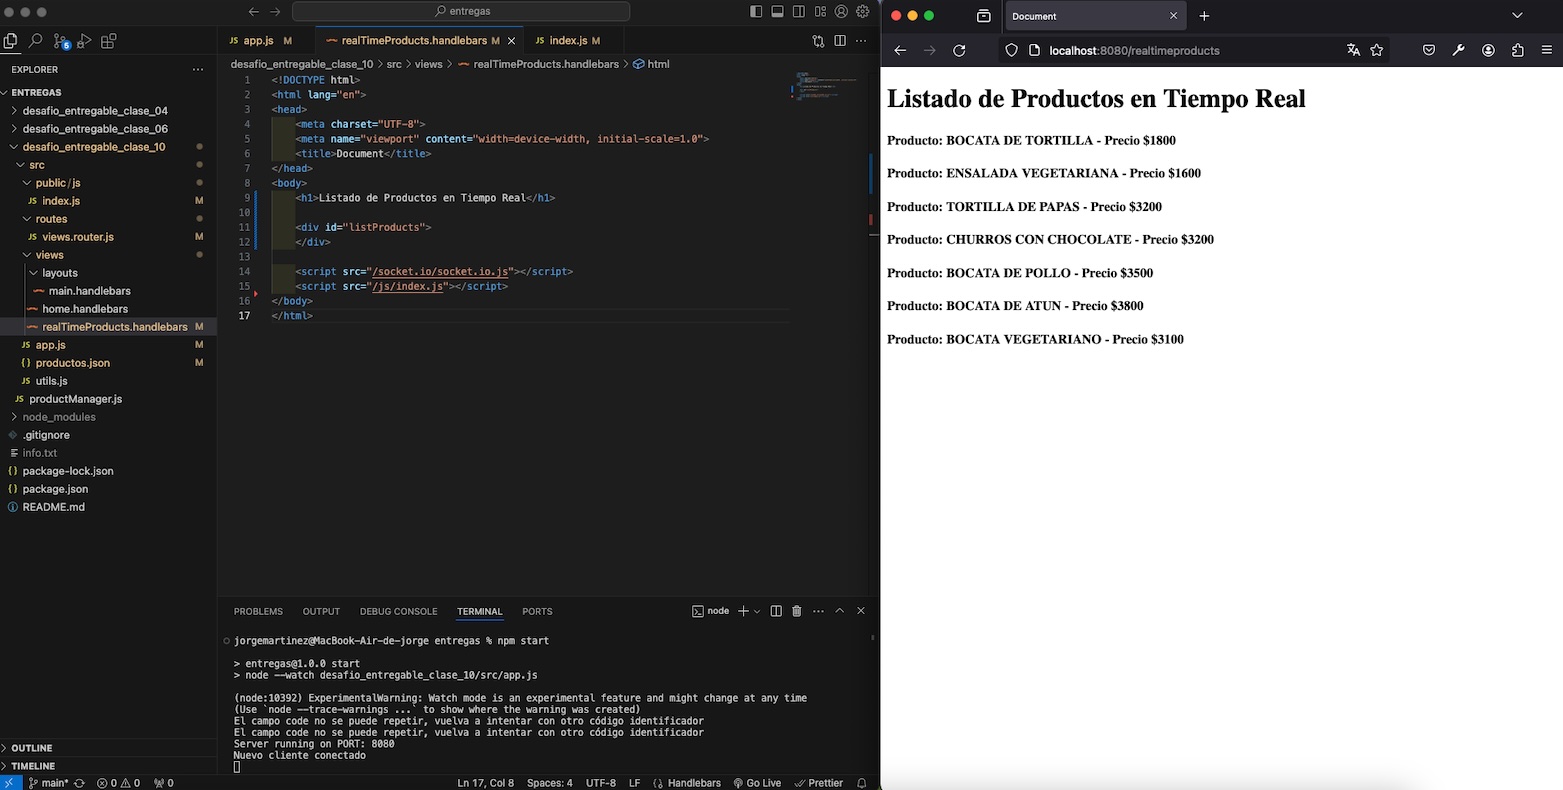 entregas
EXPLORER
ENTREGAS
desafio_entregable_clase_04
desafio_entregable_clase_06
desafio_entregable_clase_10
src
public / js
JS index.js M
routes
JS views.router.js M
views
layouts
main.handlebars
home.handlebars
realTimeProducts.handlebars M
JS app.js M
{} productos.json M
JS utils.js
JS productManager.js
node_modules
.gitignore
info.txt
{} package-lock.json
{} package.json
README.md
OUTLINE
TIMELINE
JS app.js M
realTimeProducts.handlebars M
JS index.js M
desafio_entregable_clase_10 > src > views > realTimeProducts.handlebars > html
1 <!DOCTYPE html>
2 <html lang="en">
3 <head>
4 <meta charset="UTF-8">
5 <meta name="viewport" content="width=device-width, initial-scale=1.0">
6 <title>Document</title>
7 </head>
8 <body>
9 <h1>Listado de Productos en Tiempo Real</h1>
10
11 <div id="listProducts">
12 </div>
13
14 <script src="/socket.io/socket.io.js"></script>
15 <script src="/js/index.js"></script>
16 </body>
17 </html>
PROBLEMS OUTPUT DEBUG CONSOLE TERMINAL PORTS
node
jorgemartinez@MacBook-Air-de-jorge entregas % npm start
> entregas@1.0.0 start
> node --watch desafio_entregable_clase_10/src/app.js
(node:10392) ExperimentalWarning: Watch mode is an experimental feature and might change at any time
(Use `node --trace-warnings ...` to show where the warning was created)
El campo code no se puede repetir, vuelva a intentar con otro código identificador
El campo code no se puede repetir, vuelva a intentar con otro código identificador
Server running on PORT: 8080
Nuevo cliente conectado
main* 0 0 0 Ln 17, Col 8 Spaces: 4 UTF-8 LF {} Handlebars Go Live Prettier
Document
localhost:8080/realtimeproducts
Listado de Productos en Tiempo Real
Producto: BOCATA DE TORTILLA - Precio $1800
Producto: ENSALADA VEGETARIANA - Precio $1600
Producto: TORTILLA DE PAPAS - Precio $3200
Producto: CHURROS CON CHOCOLATE - Precio $3200
Producto: BOCATA DE POLLO - Precio $3500
Producto: BOCATA DE ATUN - Precio $3800
Producto: BOCATA VEGETARIANO - Precio $3100